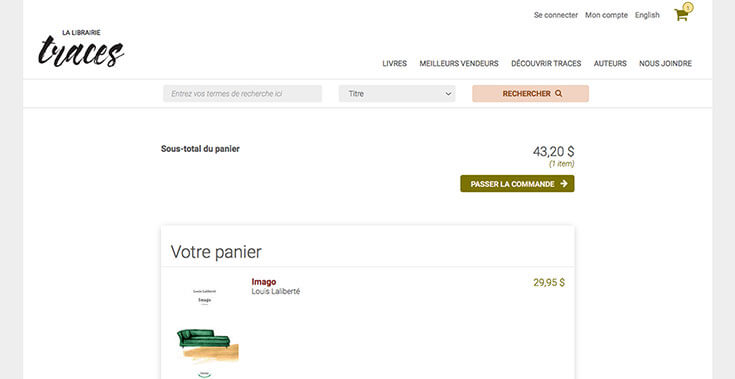 Se connecter Mon compte English 1
LA LIBRAIRIE
traces
LIVRES MEILLEURS VENDEURS DÉCOUVRIR TRACES AUTEURS NOUS JOINDRE
Entrez vos termes de recherche ici Titre RECHERCHER
Sous-total du panier 43,20 $
(1 item)
PASSER LA COMMANDE
Votre panier
Imago 29,95 $
Louis Laliberté
Louis Laliberté
Imago